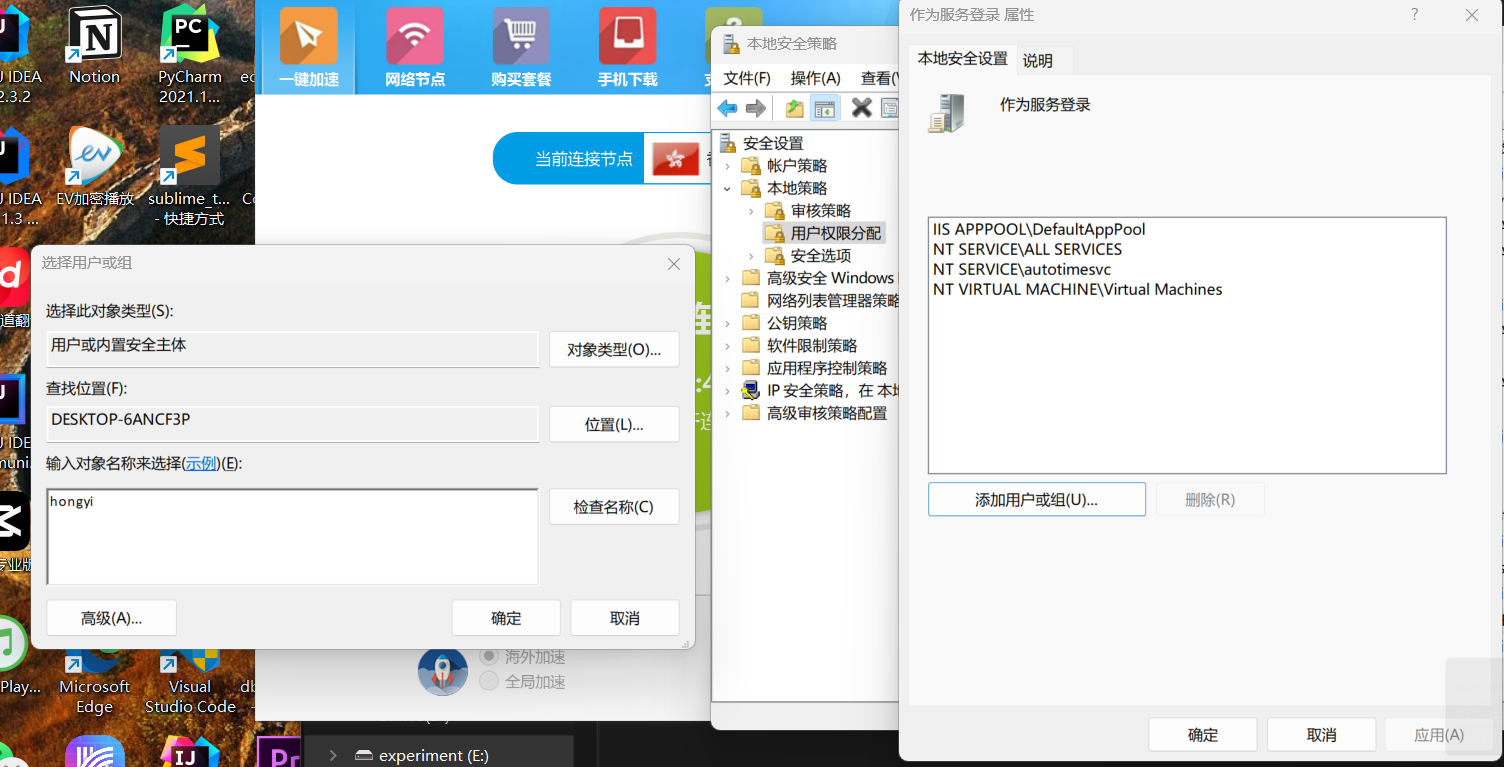 IDEA
2.3.2
Notion
PyCharm
2021.1...
IDEA
1.3 ...
EV加密播放
sublime_t...
- 快捷方式
一键加速
网络节点
购买套餐
手机下载
当前连接节点
本地安全策略
文件(F)
操作(A)
查看(
安全设置
帐户策略
本地策略
审核策略
用户权限分配
安全选项
高级安全 Windows
网络列表管理器策略
公钥策略
软件限制策略
应用程序控制策略
IP 安全策略，在 本地
高级审核策略配置
作为服务登录 属性
本地安全设置
说明
作为服务登录
IIS APPPOOL\DefaultAppPool
NT SERVICE\ALL SERVICES
NT SERVICE\autotimesvc
NT VIRTUAL MACHINE\Virtual Machines
添加用户或组(U)...
删除(R)
确定
取消
应用(A)
选择用户或组
选择此对象类型(S):
用户或内置安全主体
对象类型(O)...
查找位置(F):
DESKTOP-6ANCF3P
位置(L)...
输入对象名称来选择(示例)(E):
hongyi
检查名称(C)
高级(A)...
确定
取消
海外加速
全局加速
Play...
Microsoft
Edge
Visual
Studio Code
experiment (E:)